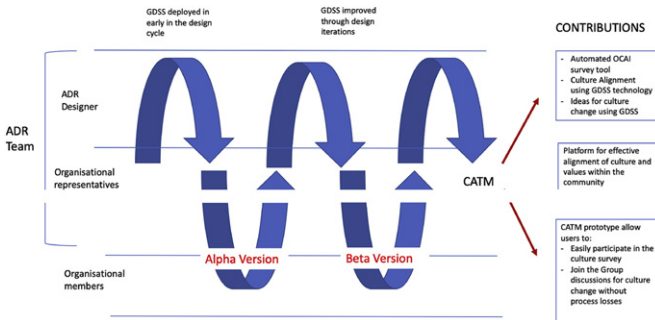 GDSS deployed in
early in the design
cycle
GDSS improved
through design
iterations
CONTRIBUTIONS
- Automated OCAI
survey tool
- Culture Alignment
using GDSS technology
- Ideas for culture
change using GDSS
ADR
Designer
ADR
Team
Organisational
representatives
CATM
Platform for effective
alignment of culture and
values within the
community
Alpha Version
Beta Version
Organisational
members
CATM prototype allow
users to:
- Easily participate in the
culture survey
- Join the Group
discussions for culture
change without
process losses